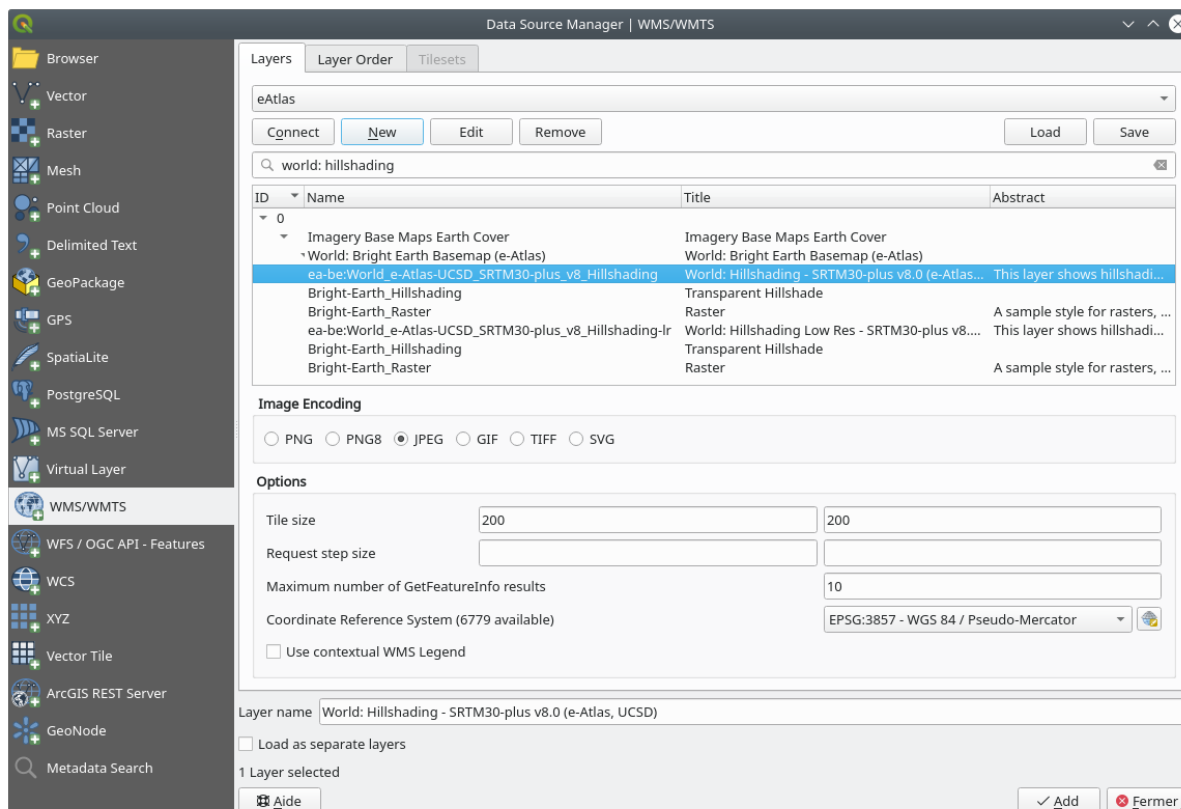 Data Source Manager | WMS/WMTS
Browser
Vector
Raster
Mesh
Point Cloud
Delimited Text
GeoPackage
GPS
SpatiaLite
PostgreSQL
MS SQL Server
Virtual Layer
WMS/WMTS
WFS / OGC API - Features
WCS
XYZ
Vector Tile
ArcGIS REST Server
GeoNode
Metadata Search
Layers Layer Order Tilesets
eAtlas
Connect New Edit Remove Load Save
world: hillshading
ID Name Title Abstract
0
Imagery Base Maps Earth Cover Imagery Base Maps Earth Cover
World: Bright Earth Basemap (e-Atlas) World: Bright Earth Basemap (e-Atlas)
ea-be:World_e-Atlas-UCSD_SRTM30-plus_v8_Hillshading World: Hillshading - SRTM30-plus v8.0 (e-Atlas... This layer shows hillshadi...
Bright-Earth_Hillshading Transparent Hillshade
Bright-Earth_Raster Raster A sample style for rasters, ...
ea-be:World_e-Atlas-UCSD_SRTM30-plus_v8_Hillshading-lr World: Hillshading Low Res - SRTM30-plus v8.... This layer shows hillshadi...
Bright-Earth_Hillshading Transparent Hillshade
Bright-Earth_Raster Raster A sample style for rasters, ...
Image Encoding
PNG PNG8 JPEG GIF TIFF SVG
Options
Tile size 200 200
Request step size
Maximum number of GetFeatureInfo results 10
Coordinate Reference System (6779 available) EPSG:3857 - WGS 84 / Pseudo-Mercator
Use contextual WMS Legend
Layer name World: Hillshading - SRTM30-plus v8.0 (e-Atlas, UCSD)
Load as separate layers
1 Layer selected
Aide Add Fermer